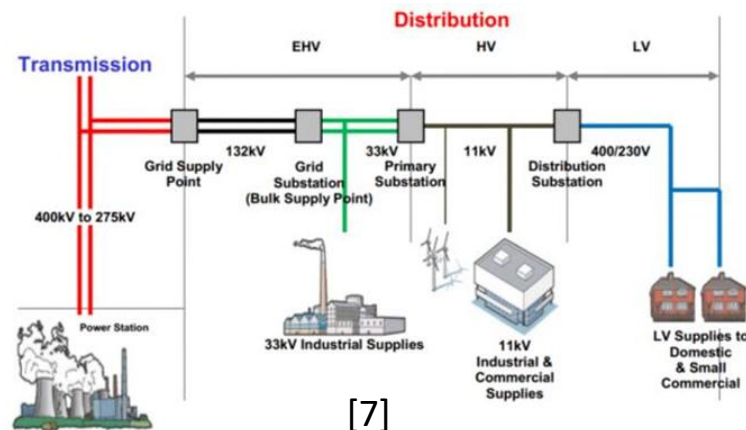 Distribution
EHV
HV
LV
Transmission
132kV
33kV
11kV
400/230V
Grid Supply
Point
Grid
Substation
(Bulk Supply Point)
Primary
Substation
Distribution
Substation
400kV to 275kV
Power Station
33kV Industrial Supplies
11kV
Industrial &
Commercial
Supplies
LV Supplies to
Domestic
& Small
Commercial
[7]